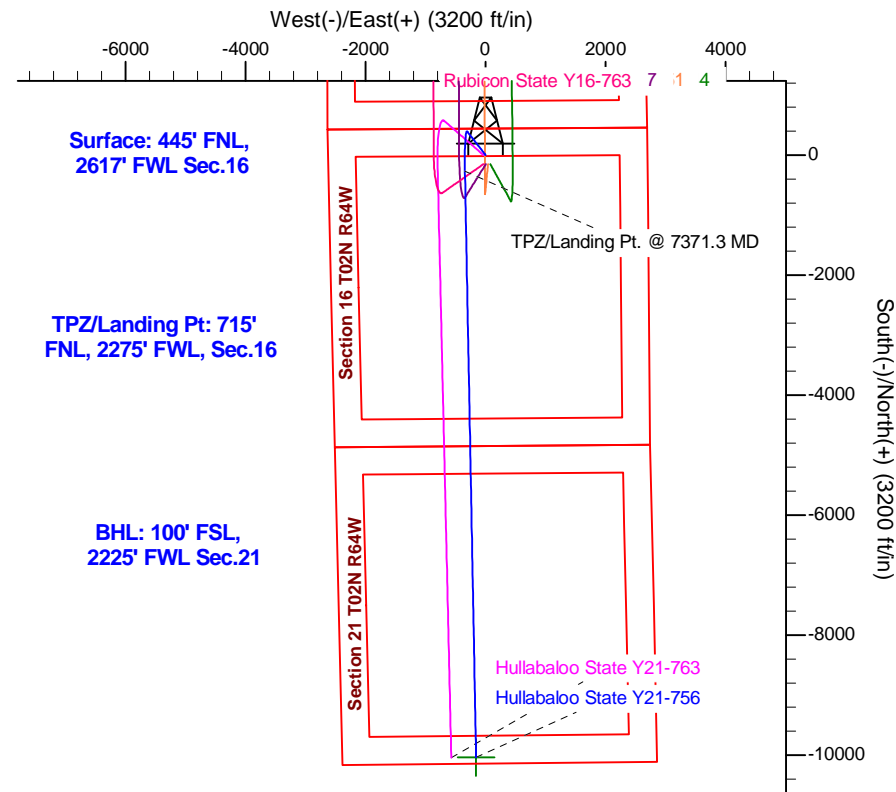 West(-)/East(+) (3200 ft/in)
-6000 -4000 -2000 0 2000 4000
Rubicon State Y16-763 7 1 4
Surface: 445' FNL,
2617' FWL Sec.16
0
TPZ/Landing Pt. @ 7371.3 MD
-2000
South(-)/North(+) (3200 ft/in)
TPZ/Landing Pt: 715'
FNL, 2275' FWL, Sec.16
Section 16 T02N R64W
-4000
-6000
BHL: 100' FSL,
2225' FWL Sec.21
Section 21 T02N R64W
-8000
Hullabaloo State Y21-763
Hullabaloo State Y21-756
-10000